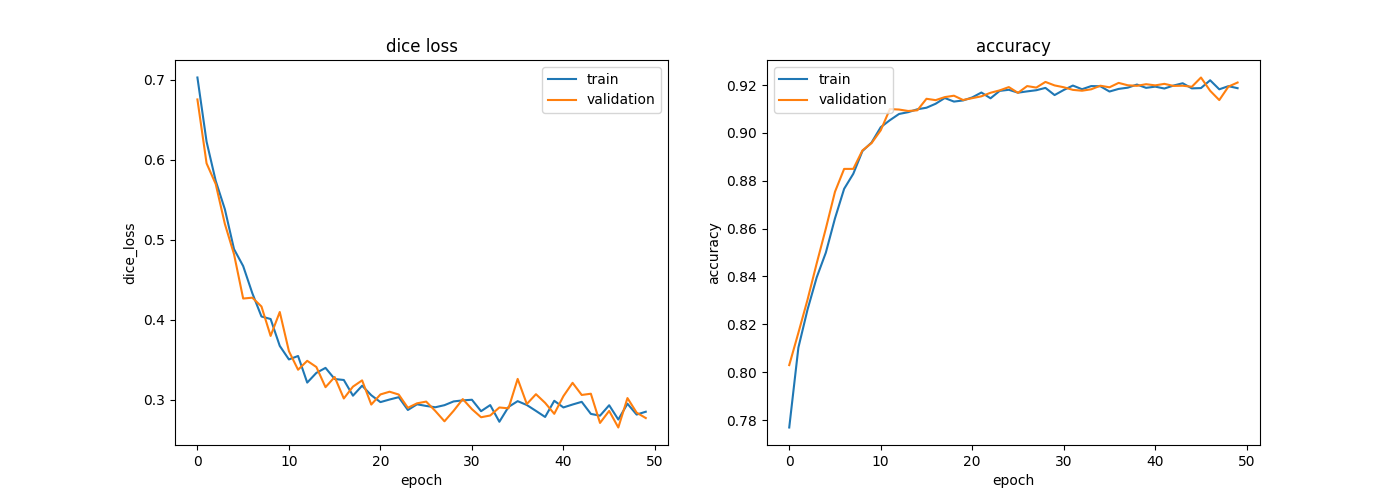 dice loss
0.7
0.6
0.5
0.4
0.3
dice_loss
0 10 20 30 40 50
epoch
train
validation
accuracy
0.92
0.90
0.88
0.86
0.84
0.82
0.80
0.78
accuracy
0 10 20 30 40 50
epoch
train
validation